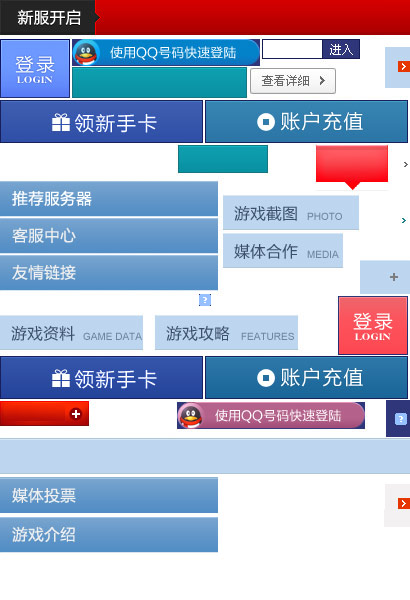 新服开启
登录
LOGIN
使用QQ号码快速登陆
进入
查看详细
领新手卡
账户充值
推荐服务器
游戏截图 PHOTO
客服中心
媒体合作 MEDIA
友情链接
+
?
登录
LOGIN
游戏资料 GAME DATA
游戏攻略 FEATURES
领新手卡
账户充值
+
使用QQ号码快速登陆
?
媒体投票
游戏介绍